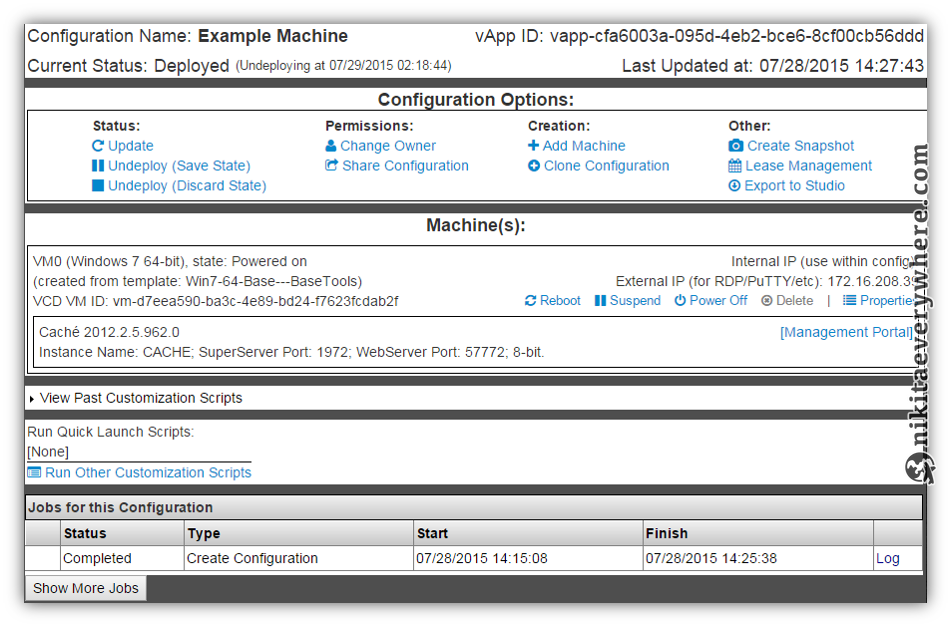 Configuration Name: Example Machine vApp ID: vapp-cfa6003a-095d-4eb2-bce6-8cf00cb56ddd
Current Status: Deployed (Undeploying at 07/29/2015 02:18:44) Last Updated at: 07/28/2015 14:27:43
Configuration Options:
Status: Permissions: Creation: Other:
Update Change Owner Add Machine Create Snapshot
Undeploy (Save State) Share Configuration Clone Configuration Lease Management
Undeploy (Discard State) Export to Studio
Machine(s):
VM0 (Windows 7 64-bit), state: Powered on Internal IP (use within config)
(created from template: Win7-64-Base---BaseTools) External IP (for RDP/PuTTY/etc): 172.16.208.
VCD VM ID: vm-d7eea590-ba3c-4e89-bd24-f7623fcdab2f Reboot Suspend Power Off Delete | Propertie
Caché 2012.2.5.962.0 [Management Portal]
Instance Name: CACHE; SuperServer Port: 1972; WebServer Port: 57772; 8-bit.
View Past Customization Scripts
Run Quick Launch Scripts:
[None]
Run Other Customization Scripts
Jobs for this Configuration
Status Type Start Finish
Completed Create Configuration 07/28/2015 14:15:08 07/28/2015 14:25:38 Log
Show More Jobs
nikitaeverywhere.com